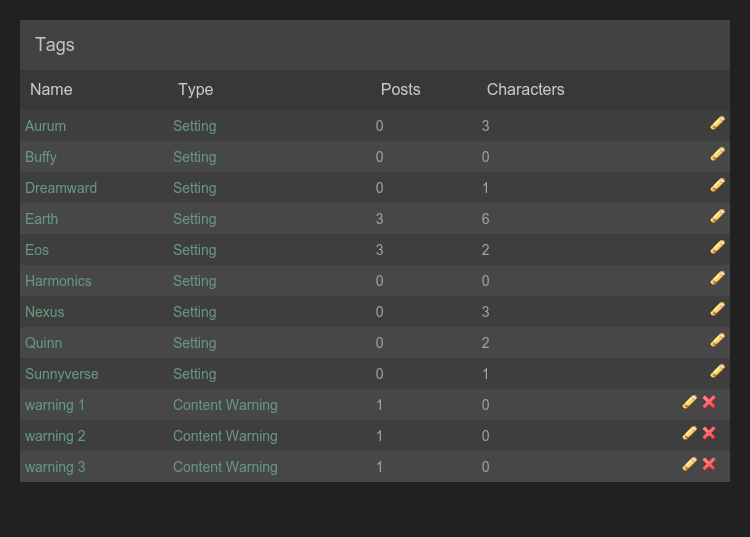 Tags
Name Type Posts Characters
Aurum Setting 0 3
Buffy Setting 0 0
Dreamward Setting 0 1
Earth Setting 3 6
Eos Setting 3 2
Harmonics Setting 0 0
Nexus Setting 0 3
Quinn Setting 0 2
Sunnyverse Setting 0 1
warning 1 Content Warning 1 0
warning 2 Content Warning 1 0
warning 3 Content Warning 1 0